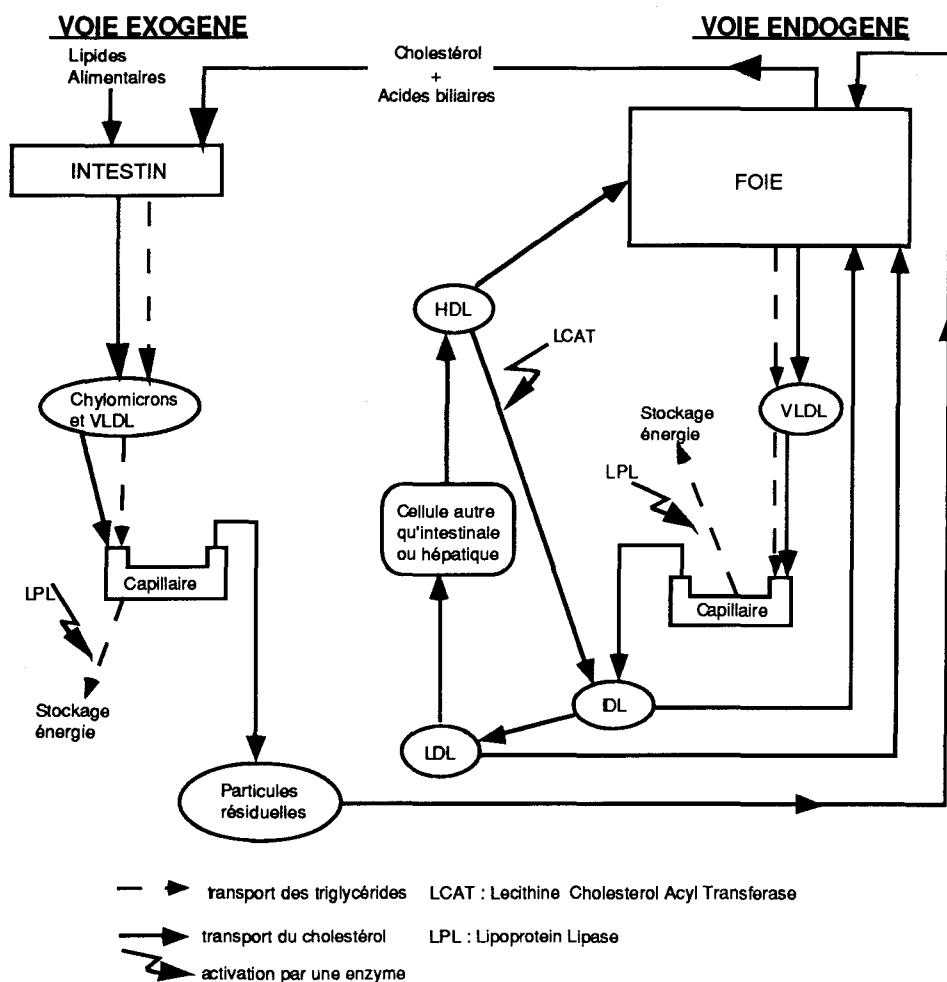 VOIE EXOGENE
VOIE ENDOGENE
Lipides
Alimentaires
Cholestérol
+
Acides biliaires
INTESTIN
FOIE
HDL
LCAT
Chylomicrons
et VLDL
VLDL
Stockage
énergie
LPL
Cellule autre
qu'intestinale
ou hépatique
Capillaire
Capillaire
LPL
Stockage
énergie
IDL
LDL
Particules
résiduelles
transport des triglycérides LCAT : Lecithine Cholesterol Acyl Transferase
transport du cholestérol LPL : Lipoprotein Lipase
activation par une enzyme